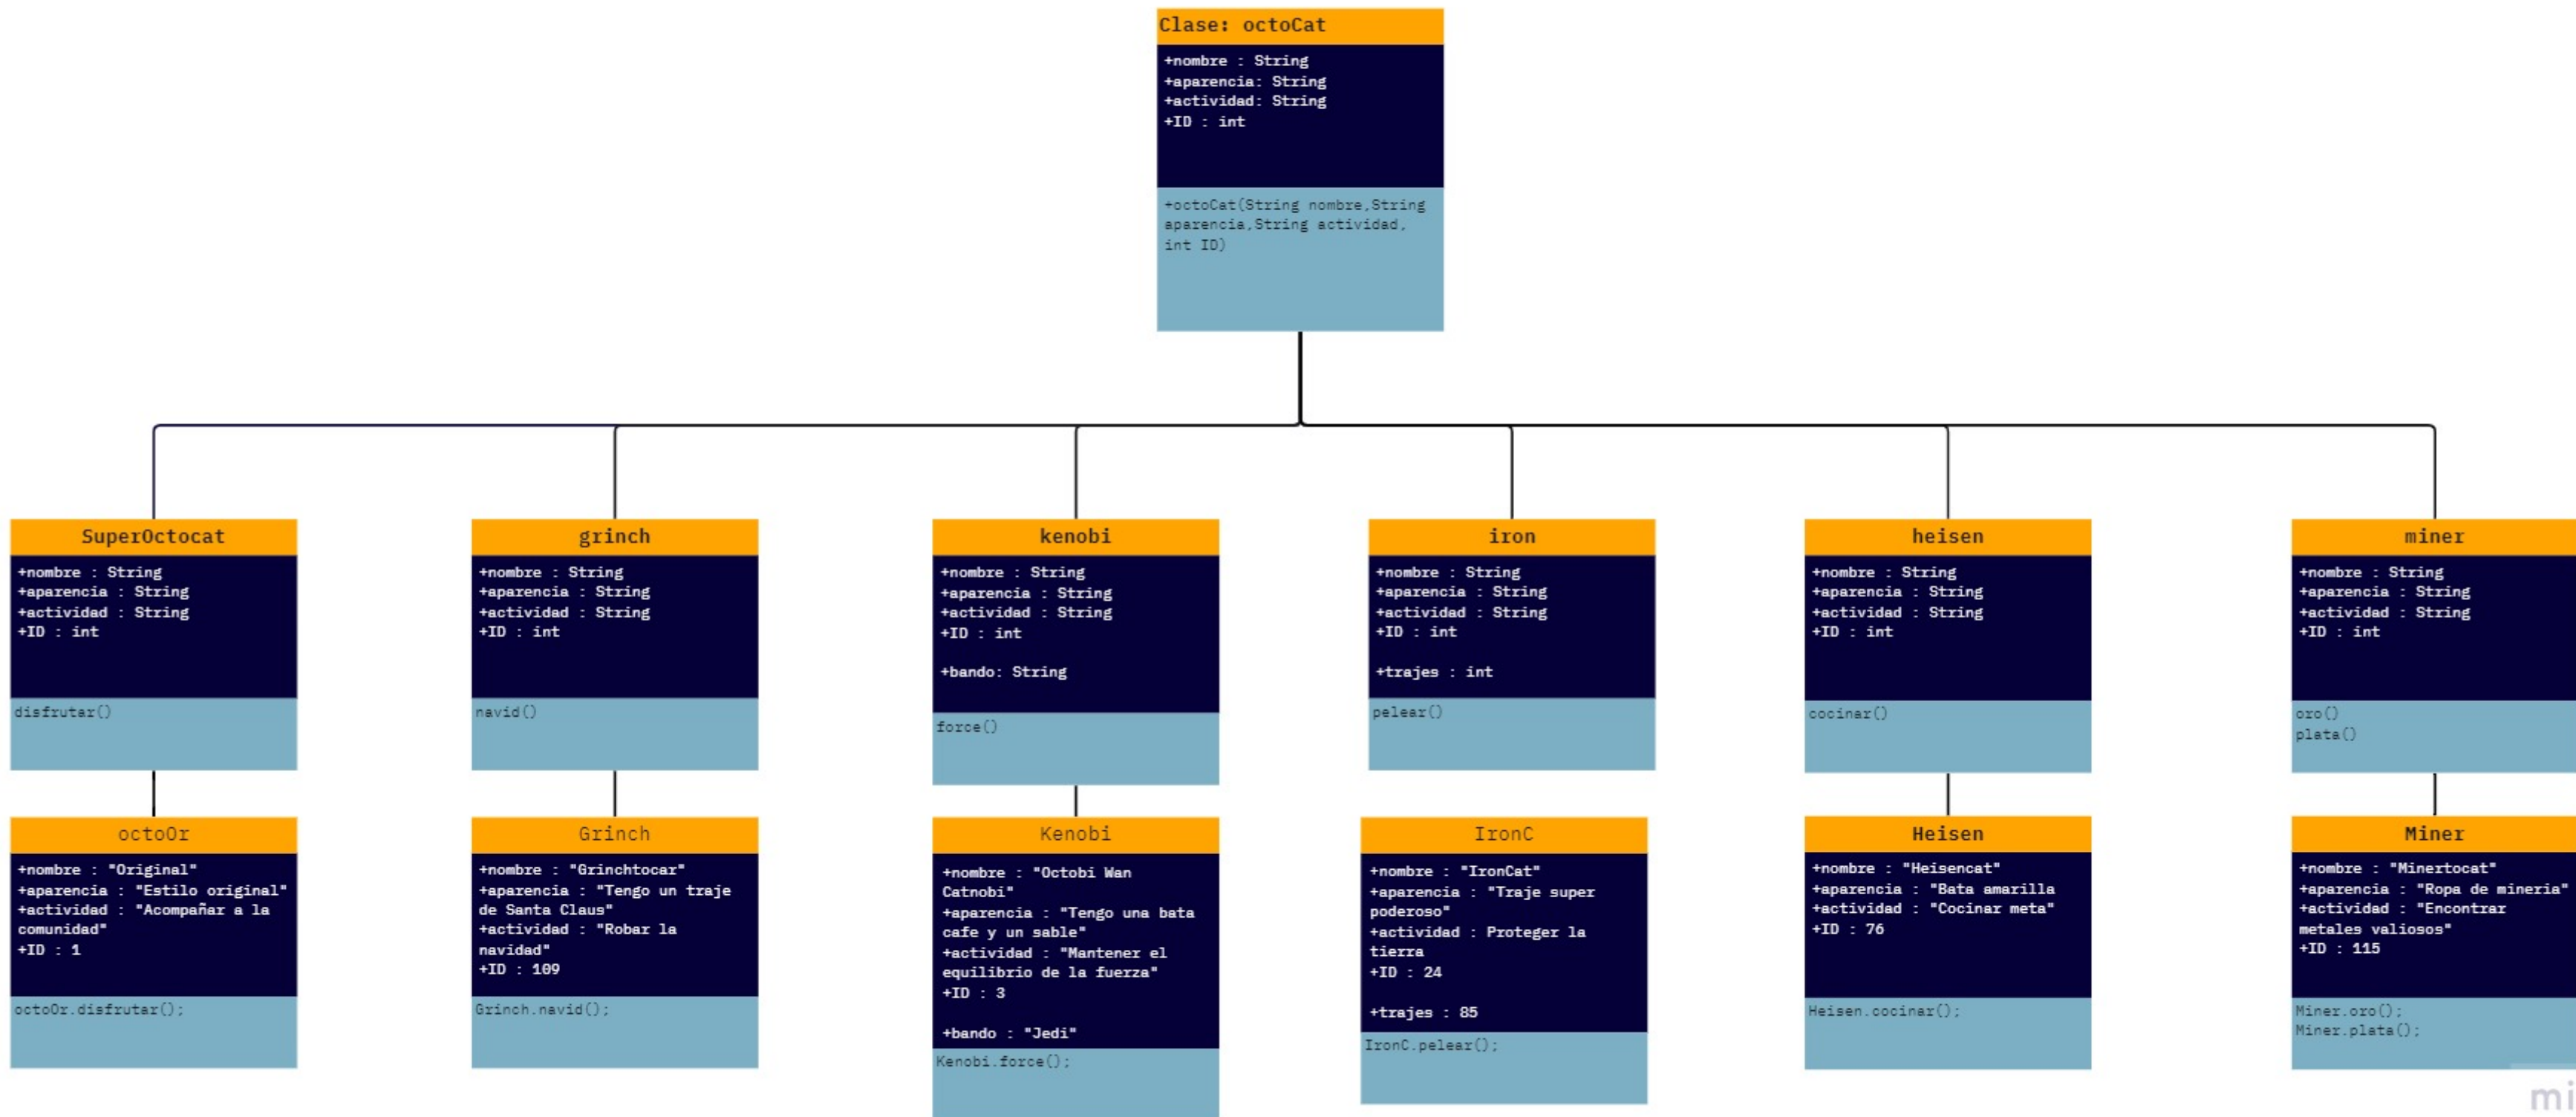 Clase: octoCat
+nombre : String
+aparencia: String
+actividad: String
+ID : int
+octoCat(String nombre,String
aparencia,String actividad,
int ID)
SuperOctocat
+nombre : String
+aparencia : String
+actividad : String
+ID : int
disfrutar()
grinch
+nombre : String
+aparencia : String
+actividad : String
+ID : int
navid()
kenobi
+nombre : String
+aparencia : String
+actividad : String
+ID : int
+bando: String
force()
iron
+nombre : String
+aparencia : String
+actividad : String
+ID : int
+trajes : int
pelear()
heisen
+nombre : String
+aparencia : String
+actividad : String
+ID : int
cocinar()
miner
+nombre : String
+aparencia : String
+actividad : String
+ID : int
oro()
plata()
octoOr
+nombre : "Original"
+aparencia : "Estilo original"
+actividad : "Acompañar a la
comunidad"
+ID : 1
octoOr.disfrutar();
Grinch
+nombre : "Grinchtocar"
+aparencia : "Tengo un traje
de Santa Claus"
+actividad : "Robar la
navidad"
+ID : 109
Grinch.navid();
Kenobi
+nombre : "Octobi Wan
Catnobi"
+aparencia : "Tengo una bata
cafe y un sable"
+actividad : "Mantener el
equilibrio de la fuerza"
+ID : 3
+bando : "Jedi"
Kenobi.force();
IronC
+nombre : "IronCat"
+aparencia : "Traje super
poderoso"
+actividad : Proteger la
tierra
+ID : 24
+trajes : 85
IronC.pelear();
Heisen
+nombre : "Heisencat"
+aparencia : "Bata amarilla
+actividad : "Cocinar meta"
+ID : 76
Heisen.cocinar();
Miner
+nombre : "Minertocat"
+aparencia : "Ropa de mineria"
+actividad : "Encontrar
metales valiosos"
+ID : 115
Miner.oro();
Miner.plata();
mi